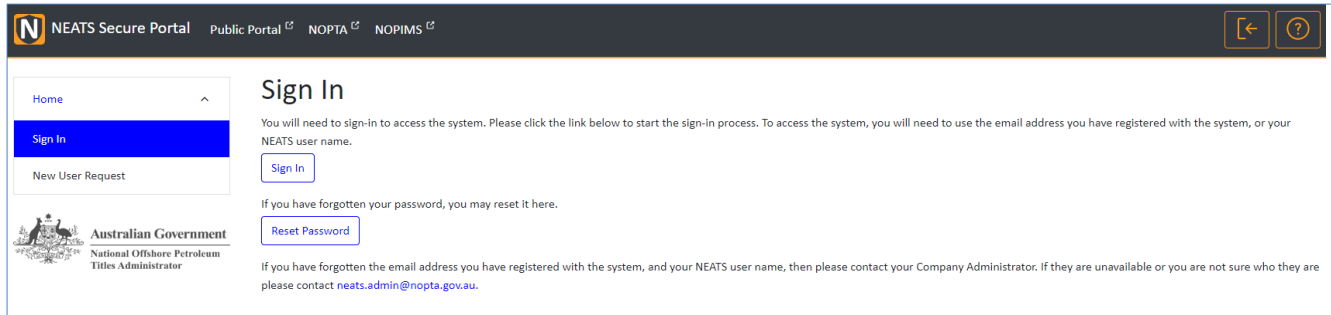 N NEATS Secure Portal Public Portal NOPTA NOPIMS ?
Home
Sign In
New User Request
Australian Government
National Offshore Petroleum
Titles Administrator
Sign In
You will need to sign-in to access the system. Please click the link below to start the sign-in process. To access the system, you will need to use the email address you have registered with the system, or your
NEATS user name.
Sign In
If you have forgotten your password, you may reset it here.
Reset Password
If you have forgotten the email address you have registered with the system, and your NEATS user name, then please contact your Company Administrator. If they are unavailable or you are not sure who they are
please contact neats.admin@nopta.gov.au.